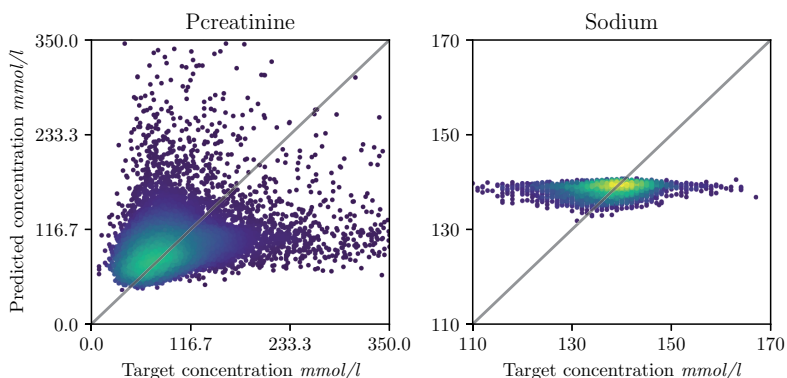 Pcreatinine
Sodium
350.0
233.3
116.7
0.0
Predicted concentration mmol/l
0.0 116.7 233.3 350.0
Target concentration mmol/l
170
150
130
110
110 130 150 170
Target concentration mmol/l